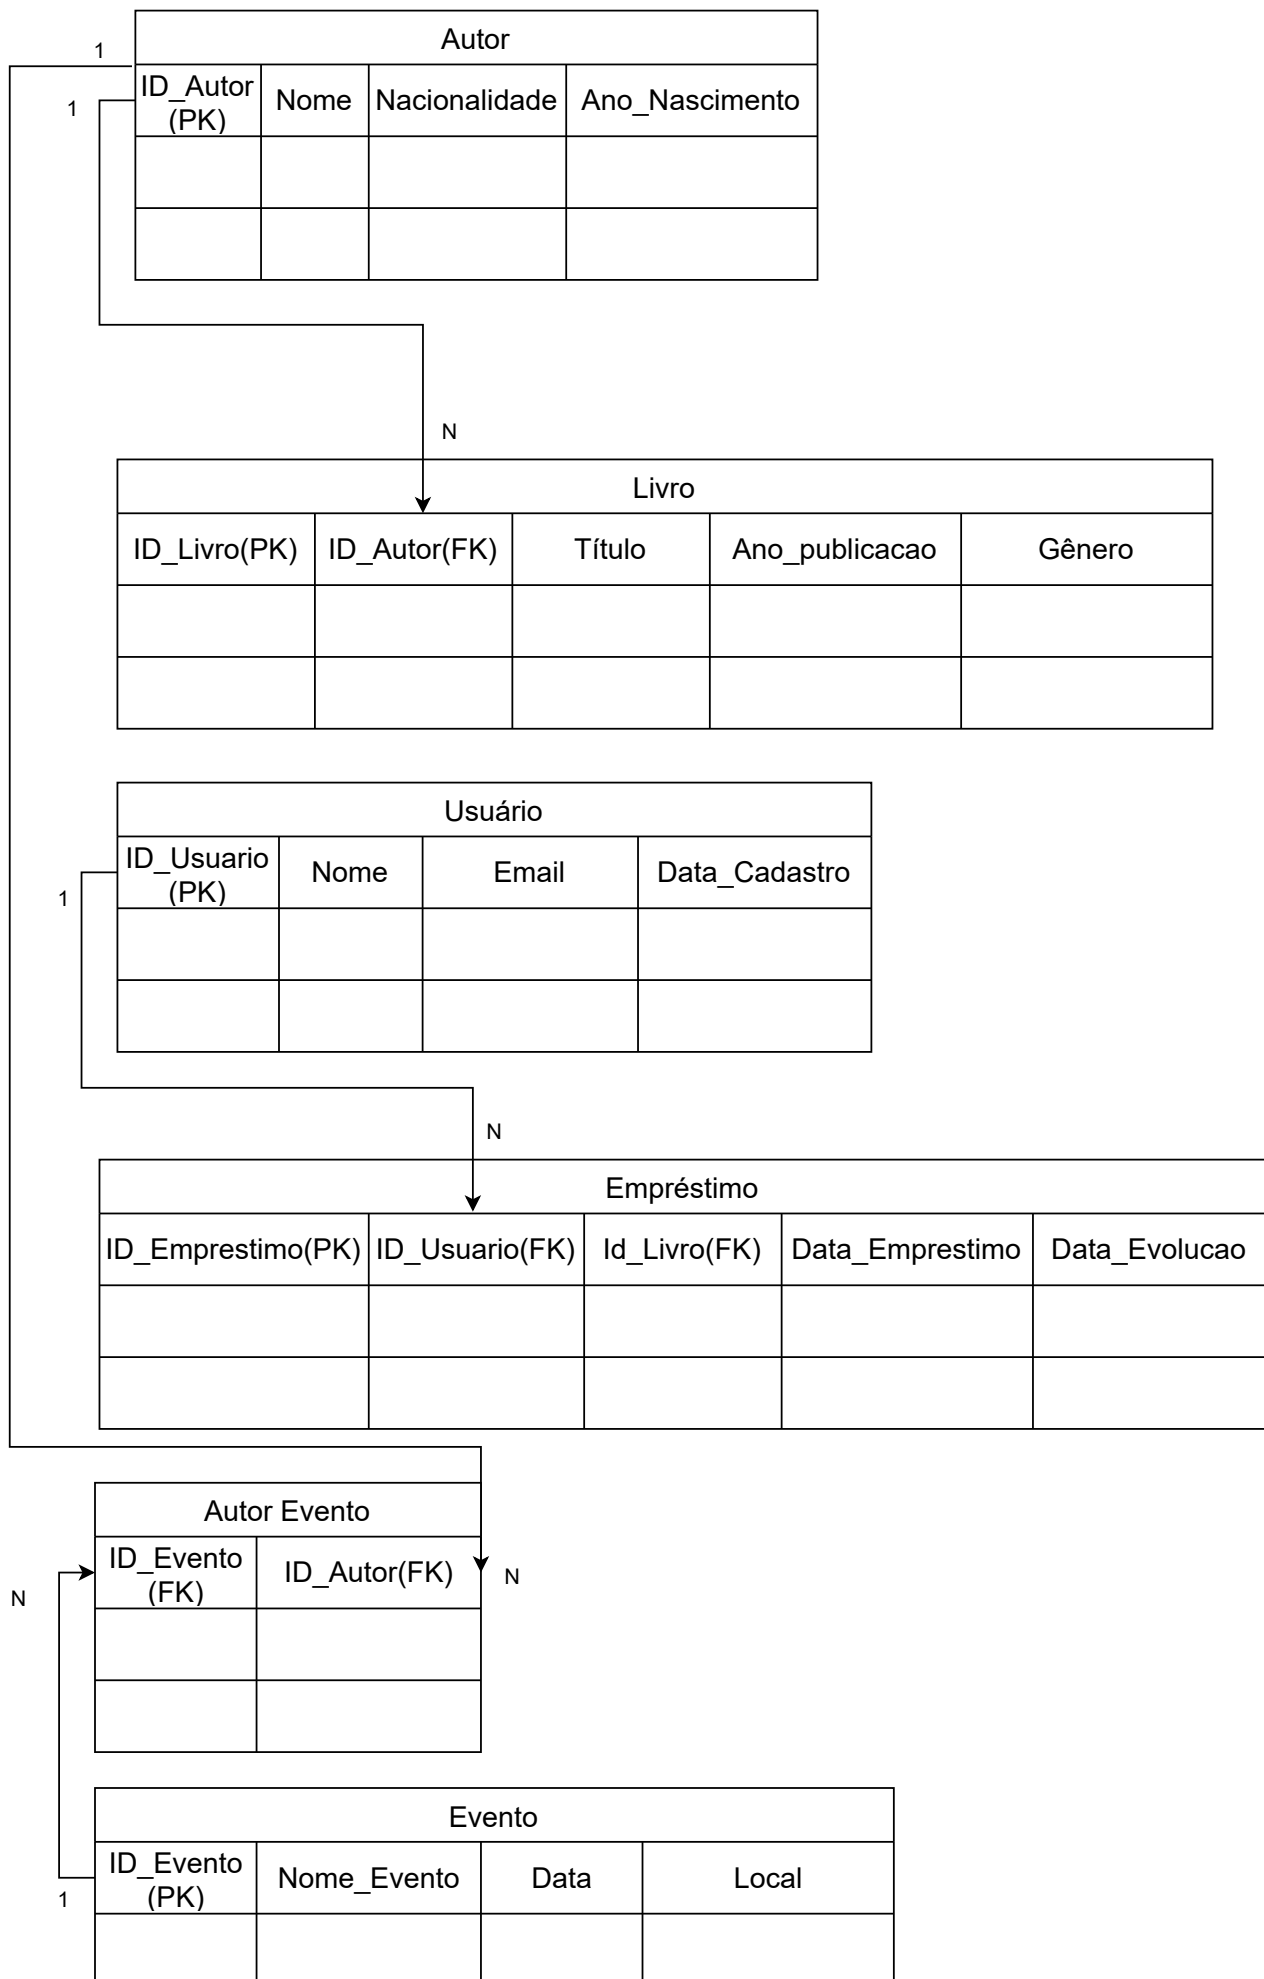 1
Autor
ID_Autor
(PK)
Nome
Nacionalidade
Ano_Nascimento
1
N
Livro
ID_Livro(PK)
ID_Autor(FK)
Título
Ano_publicacao
Gênero
Usuário
ID_Usuario
(PK)
Nome
Email
Data_Cadastro
1
N
Empréstimo
ID_Emprestimo(PK)
ID_Usuario(FK)
Id_Livro(FK)
Data_Emprestimo
Data_Evolucao
Autor Evento
ID_Evento
(FK)
ID_Autor(FK)
N
N
Evento
ID_Evento
(PK)
Nome_Evento
Data
Local
1